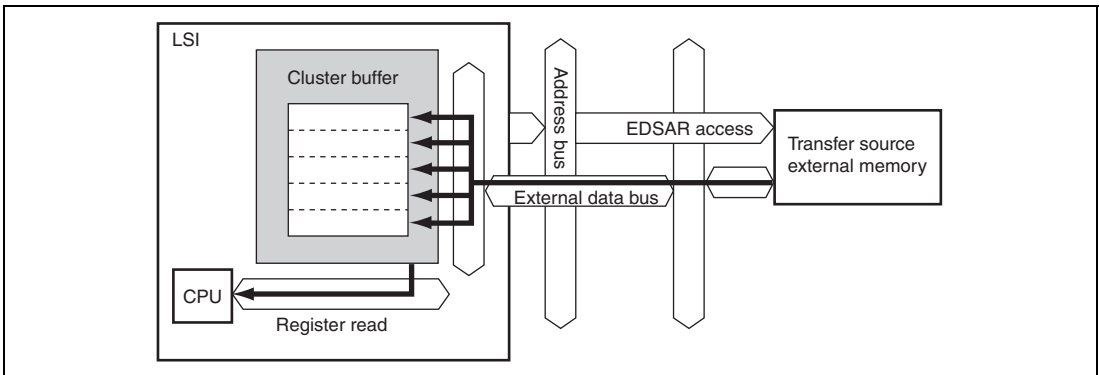 LSI
Cluster buffer
Address bus
EDSAR access
Transfer source
external memory
External data bus
CPU
Register read